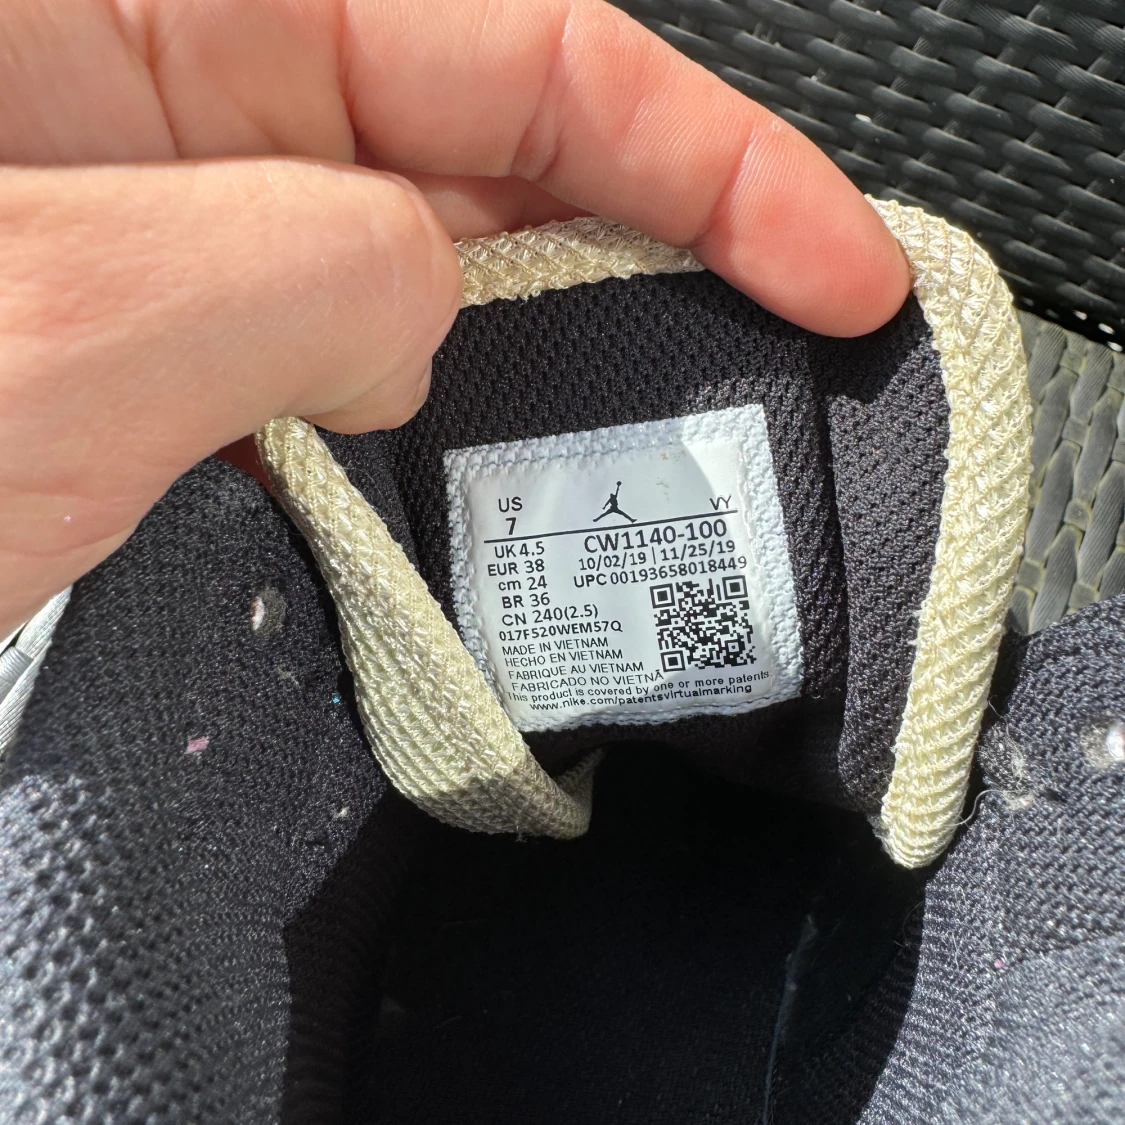 US
7
VY
UK 4.5
EUR 38
cm 24
BR 36
CN 240(2.5)
CW1140-100
10/02/19 | 11/25/19
UPC 00193658018449
017F520WEM57Q
MADE IN VIETNAM
HECHO EN VIETNAM
FABRIQUE AU VIETNAM
FABRICADO NO VIETNA
This product is covered by one or more patents
www.nike.com/patentsvirtualmarking